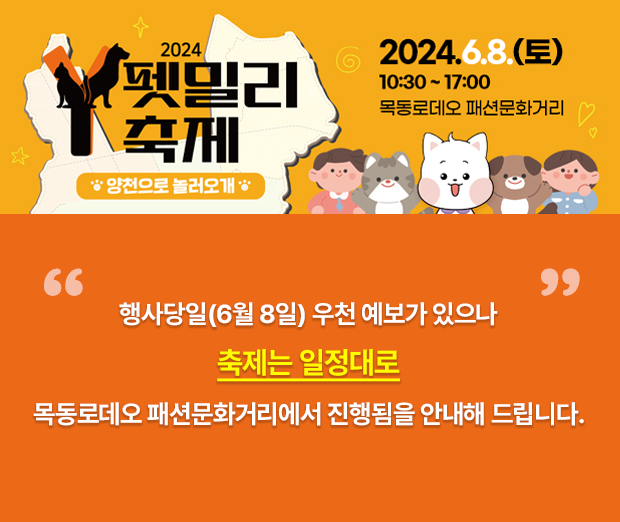 2024
Y펫밀리
축제
양천으로 놀러오개
2024.6.8.(토)
10:30 ~ 17:00
목동로데오 패션문화거리
“ ”
행사당일(6월 8일) 우천 예보가 있으나
축제는 일정대로
목동로데오 패션문화거리에서 진행됨을 안내해 드립니다.